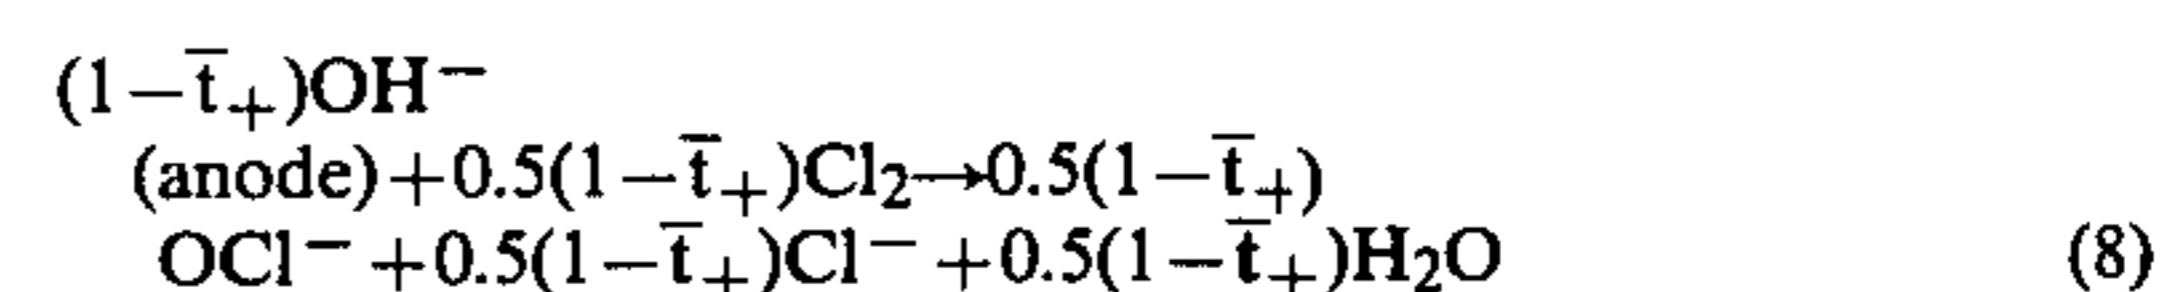 (1−t̅₊)OH⁻
(anode)+0.5(1−t̅₊)Cl₂→0.5(1−t̅₊)
OCl⁻+0.5(1−t̅₊)Cl⁻+0.5(1−t̅₊)H₂O (8)